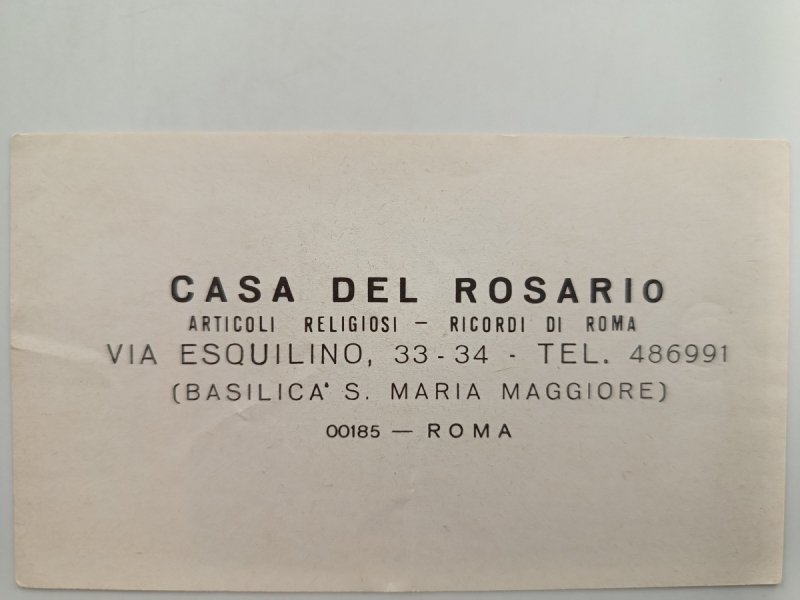 CASA DEL ROSARIO
ARTICOLI RELIGIOSI — RICORDI DI ROMA
VIA ESQUILINO, 33-34 - TEL. 486991
(BASILICA' S. MARIA MAGGIORE)
00185 — ROMA